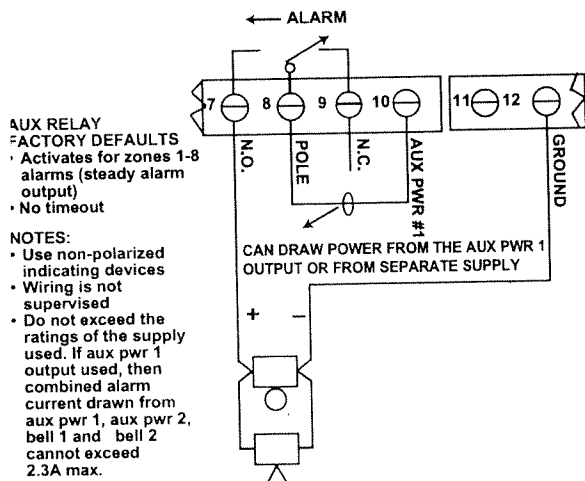 ← ALARM
7 8 9 10 11 12
N.O.
POLE
N.C.
AUX PWR #1
GROUND
AUX RELAY
FACTORY DEFAULTS
• Activates for zones 1-8
alarms (steady alarm
output)
• No timeout
NOTES:
• Use non-polarized
indicating devices
• Wiring is not
supervised
• Do not exceed the
ratings of the supply
used. If aux pwr 1
output used, then
combined alarm
current drawn from
aux pwr 1, aux pwr 2,
bell 1 and bell 2
cannot exceed
2.3A max.
CAN DRAW POWER FROM THE AUX PWR 1
OUTPUT OR FROM SEPARATE SUPPLY
+ –